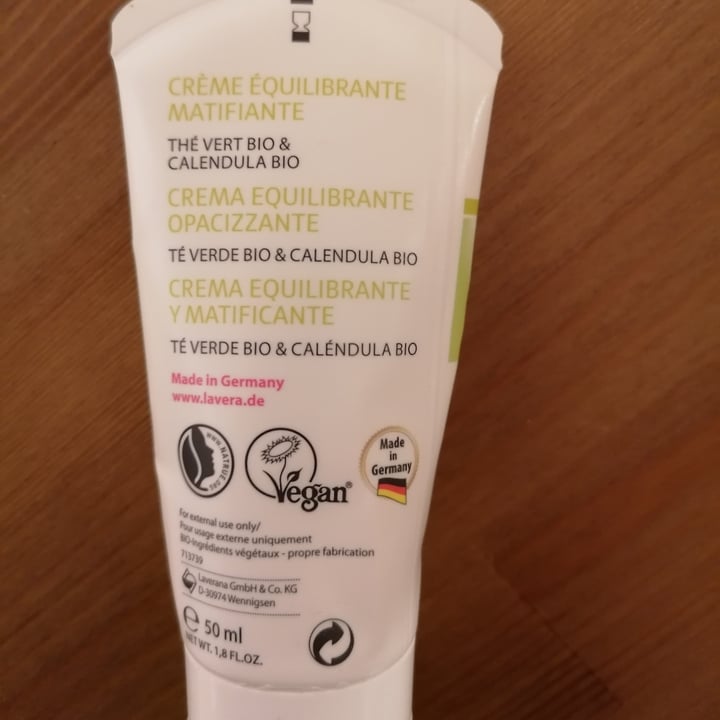 CRÈME ÉQUILIBRANTE
MATIFIANTE
THÉ VERT BIO &
CALENDULA BIO
CREMA EQUILIBRANTE
OPACIZZANTE
TÉ VERDE BIO & CALENDULA BIO
CREMA EQUILIBRANTE
Y MATIFICANTE
TÉ VERDE BIO & CALÉNDULA BIO
Made in Germany
www.lavera.de
WWW.NATRUE.ORG
Vegan®
Made
in
Germany
For external use only/
Pour usage externe uniquement
BIO-Ingrédients végétaux - propre fabrication
713739
Laverana GmbH & Co. KG
D-30974 Wennigsen
e 50 ml
NET WT. 1,8 FL.OZ.